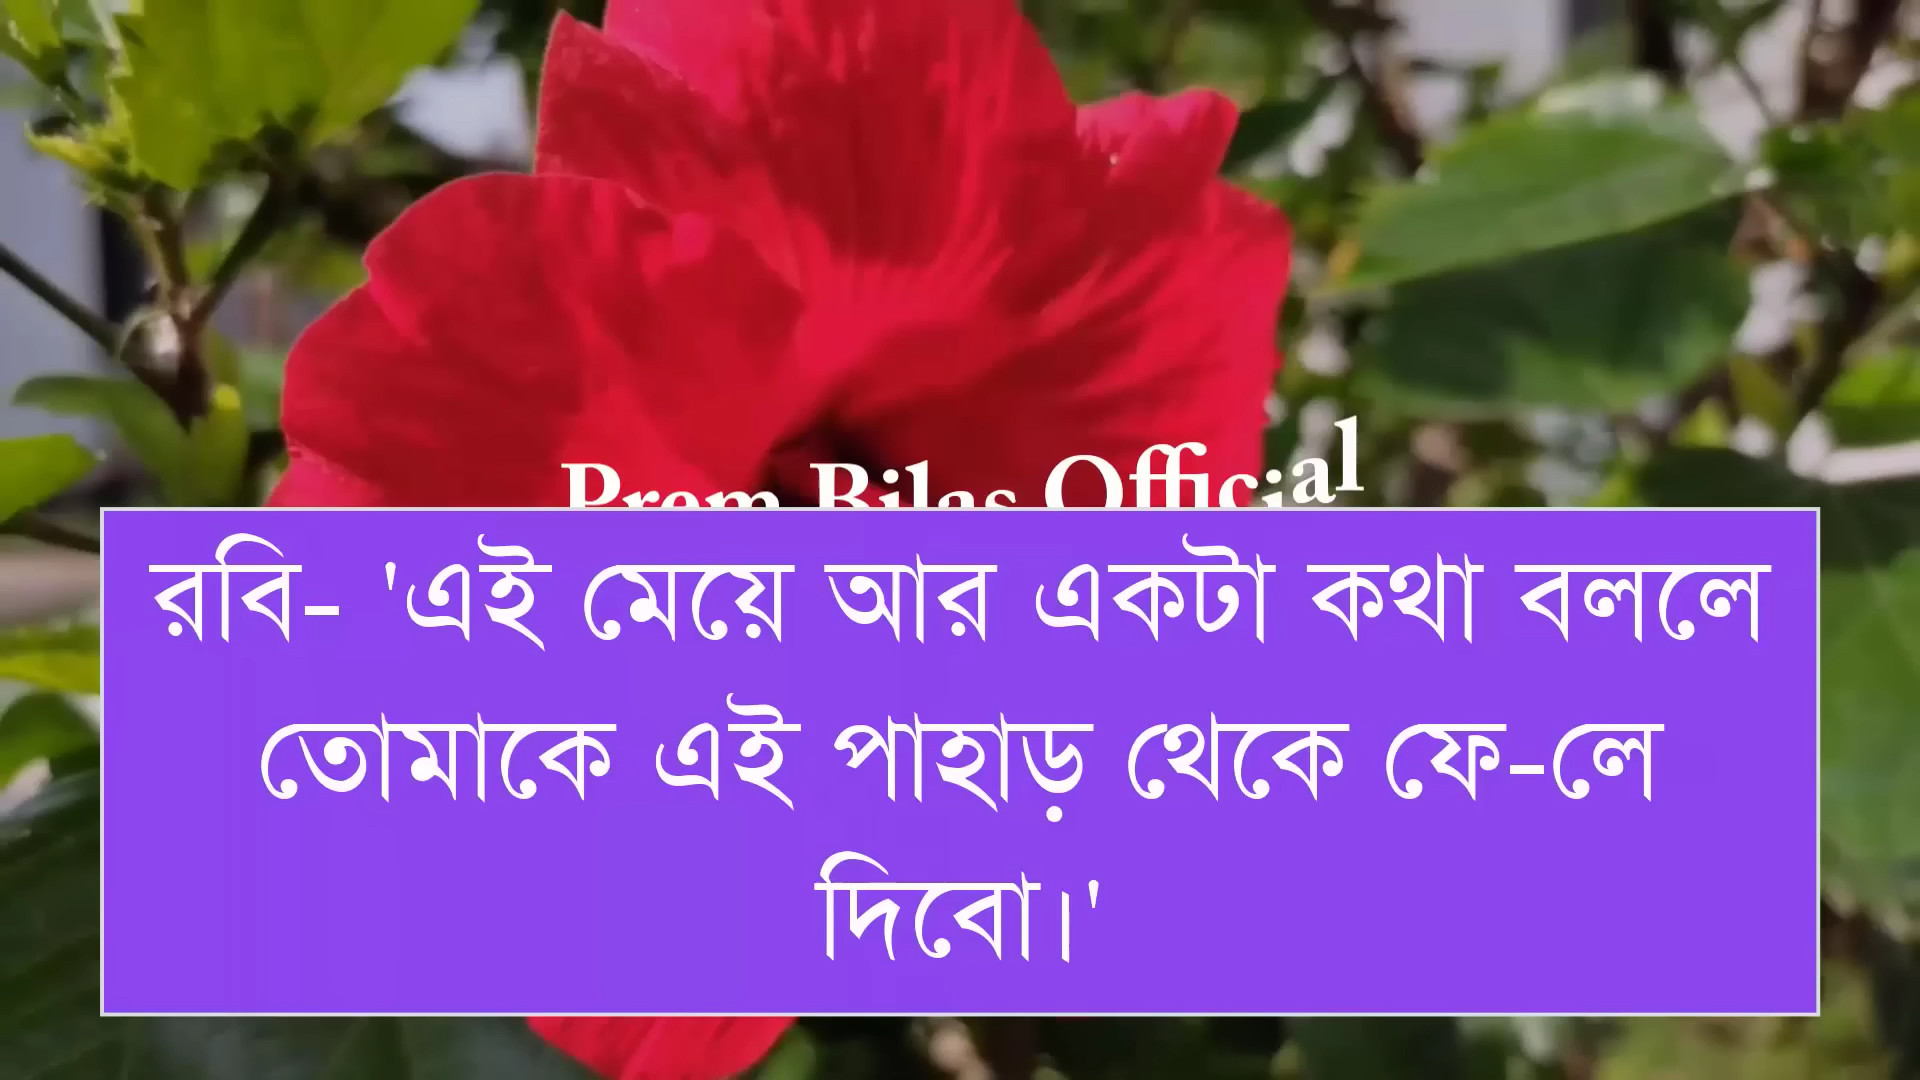 Prem Bilas Official
রবি- 'এই মেয়ে আর একটা কথা বললে
তোমাকে এই পাহাড় থেকে ফে-লে
দিবো।'